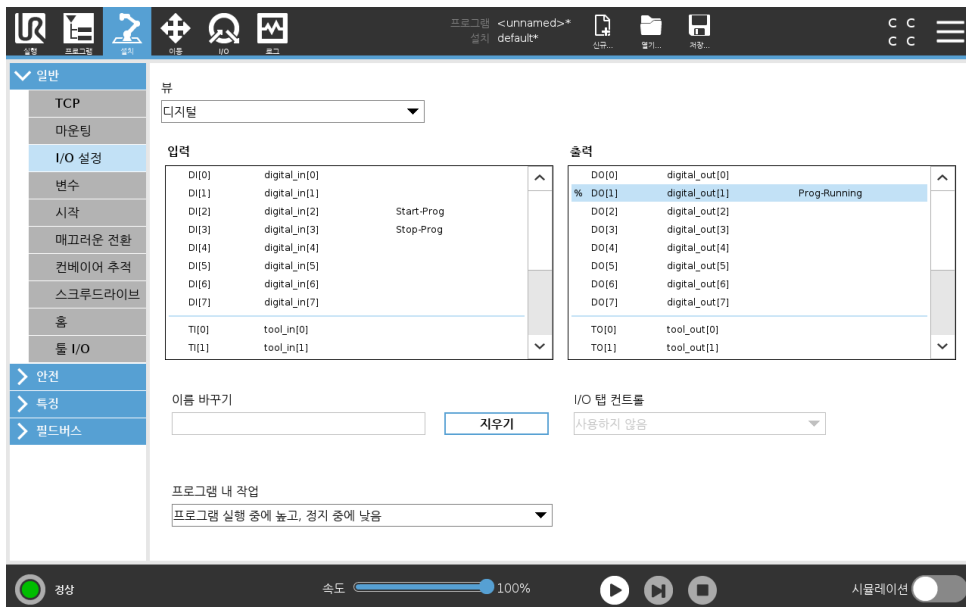 프로그램 <unnamed>*
설치 default*
UR
실행 프로그램 설치 이동 I/O 로그 신규... 열기... 저장...
C C
C C
일반
TCP
마운팅
I/O 설정
변수
시작
매끄러운 전환
컨베이어 추적
스크루드라이브
홈
툴 I/O
안전
특징
필드버스
뷰
디지털
입력
DI[0] digital_in[0]
DI[1] digital_in[1]
DI[2] digital_in[2] Start-Prog
DI[3] digital_in[3] Stop-Prog
DI[4] digital_in[4]
DI[5] digital_in[5]
DI[6] digital_in[6]
DI[7] digital_in[7]
TI[0] tool_in[0]
TI[1] tool_in[1]
출력
DO[0] digital_out[0]
% DO[1] digital_out[1] Prog-Running
DO[2] digital_out[2]
DO[3] digital_out[3]
DO[4] digital_out[4]
DO[5] digital_out[5]
DO[6] digital_out[6]
DO[7] digital_out[7]
TO[0] tool_out[0]
TO[1] tool_out[1]
이름 바꾸기
지우기
I/O 탭 컨트롤
사용하지 않음
프로그램 내 작업
프로그램 실행 중에 높고, 정지 중에 낮음
정상
속도 100%
시뮬레이션